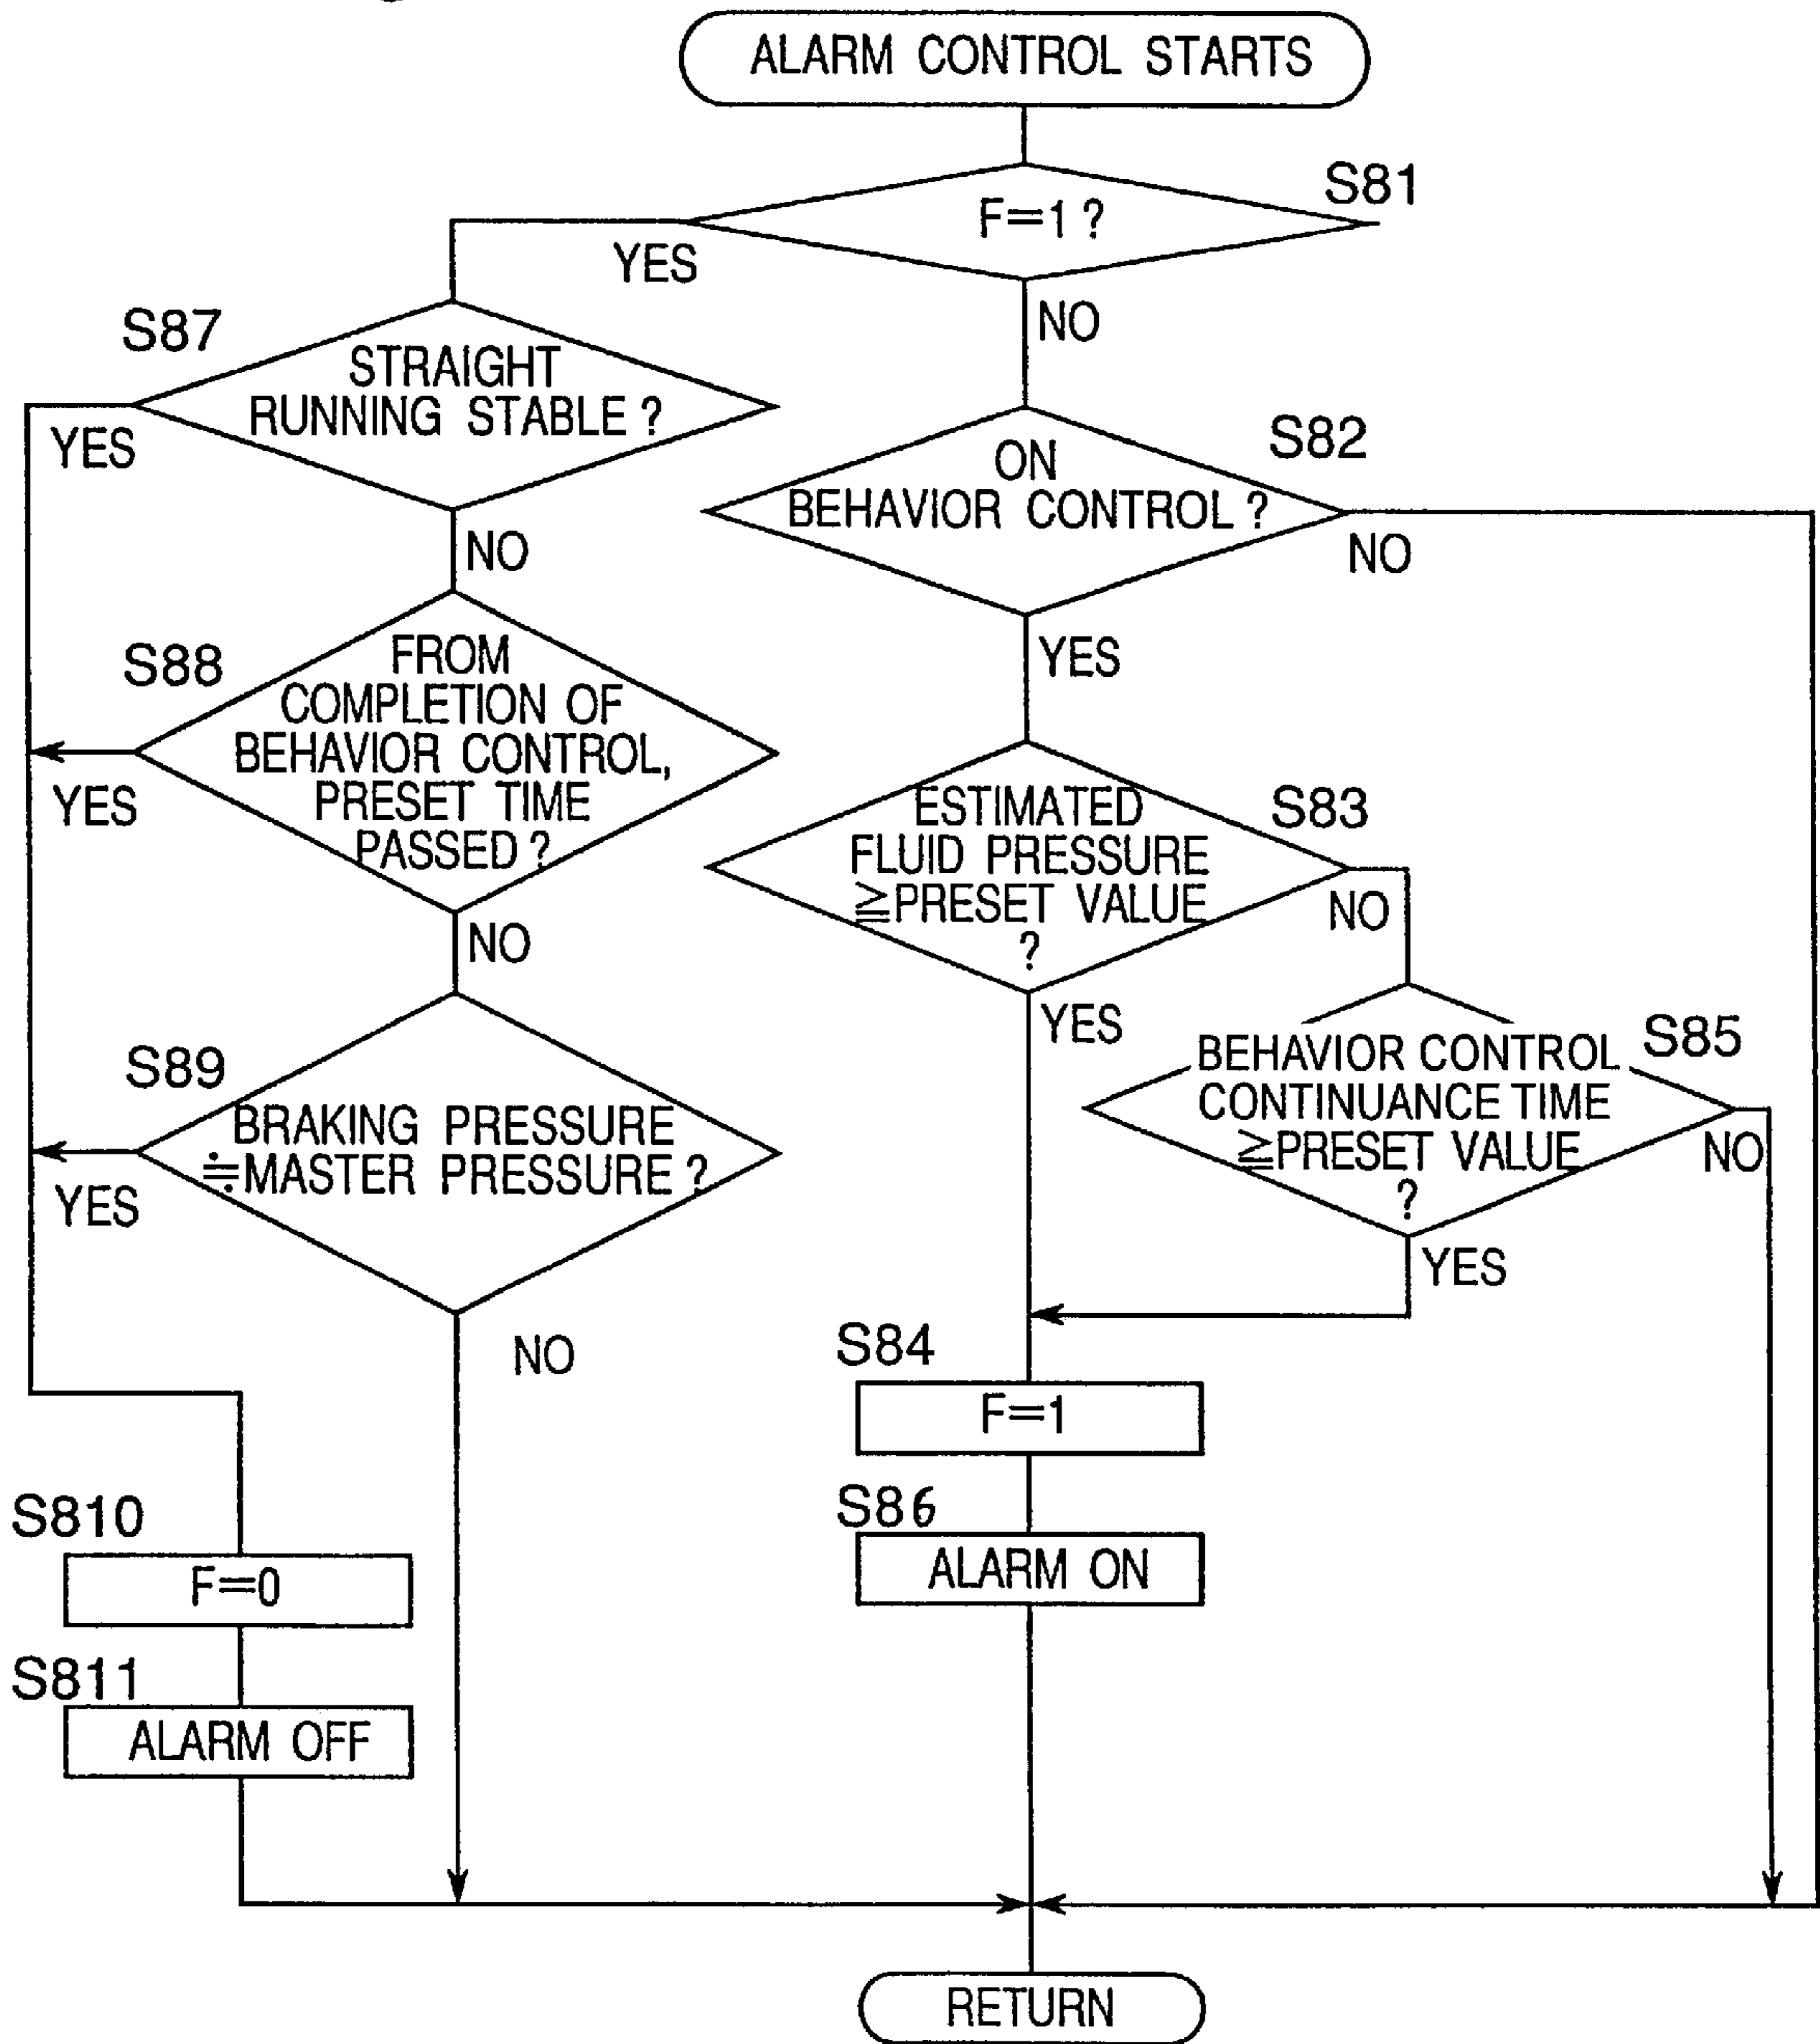 ALARM CONTROL STARTS
S81
F=1 ?
YES
NO
S87
STRAIGHT
RUNNING STABLE ?
YES
NO
S82
ON
BEHAVIOR CONTROL ?
NO
YES
S88
FROM
COMPLETION OF
BEHAVIOR CONTROL,
PRESET TIME
PASSED ?
YES
NO
S83
ESTIMATED
FLUID PRESSURE
≧PRESET VALUE
?
NO
YES
S89
BRAKING PRESSURE
≒MASTER PRESSURE ?
YES
NO
S85
BEHAVIOR CONTROL
CONTINUANCE TIME
≧PRESET VALUE
?
NO
YES
S84
F=1
S86
ALARM ON
S810
F=0
S811
ALARM OFF
RETURN